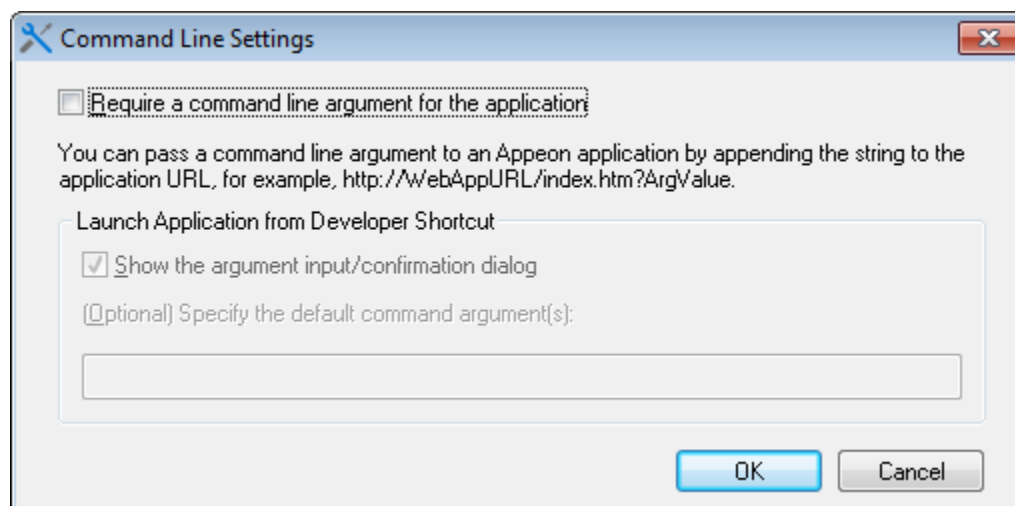 Command Line Settings
Require a command line argument for the application
You can pass a command line argument to an Appeon application by appending the string to the
application URL, for example, http://WebAppURL/index.htm?ArgValue.
Launch Application from Developer Shortcut
Show the argument input/confirmation dialog
(Optional) Specify the default command argument(s):
OK
Cancel